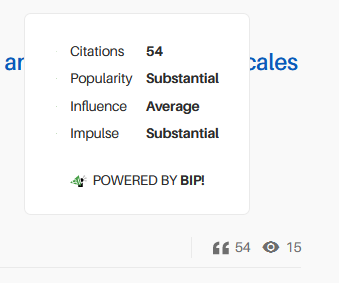 Citations 54
Popularity Substantial
Influence Average
Impulse Substantial
POWERED BY BIP!
54 15